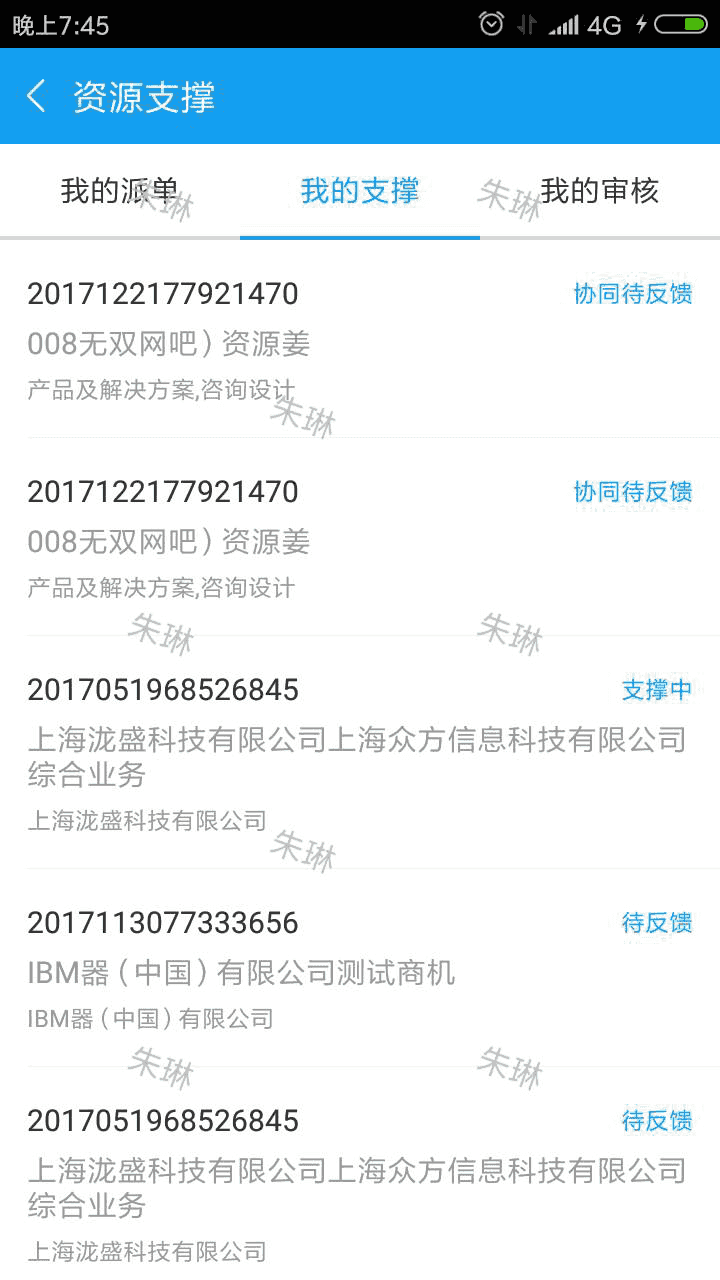 晚上7:45
4G
资源支撑
我的派单
我的支撑
我的审核
朱琳
朱琳
2017122177921470
协同待反馈
008无双网吧）资源姜
产品及解决方案,咨询设计
朱琳
2017122177921470
协同待反馈
008无双网吧）资源姜
产品及解决方案,咨询设计
朱琳
朱琳
2017051968526845
支撑中
上海泷盛科技有限公司上海众方信息科技有限公司
综合业务
上海泷盛科技有限公司
朱琳
2017113077333656
待反馈
IBM器（中国）有限公司测试商机
IBM器（中国）有限公司
朱琳
朱琳
2017051968526845
待反馈
上海泷盛科技有限公司上海众方信息科技有限公司
综合业务
上海泷盛科技有限公司